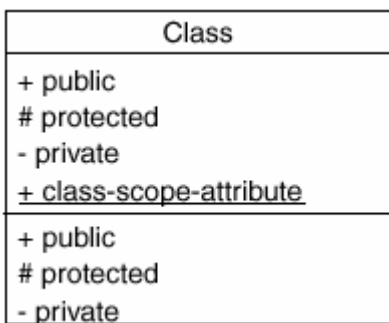 Class
+ public
# protected
- private
+ class-scope-attribute
+ public
# protected
- private